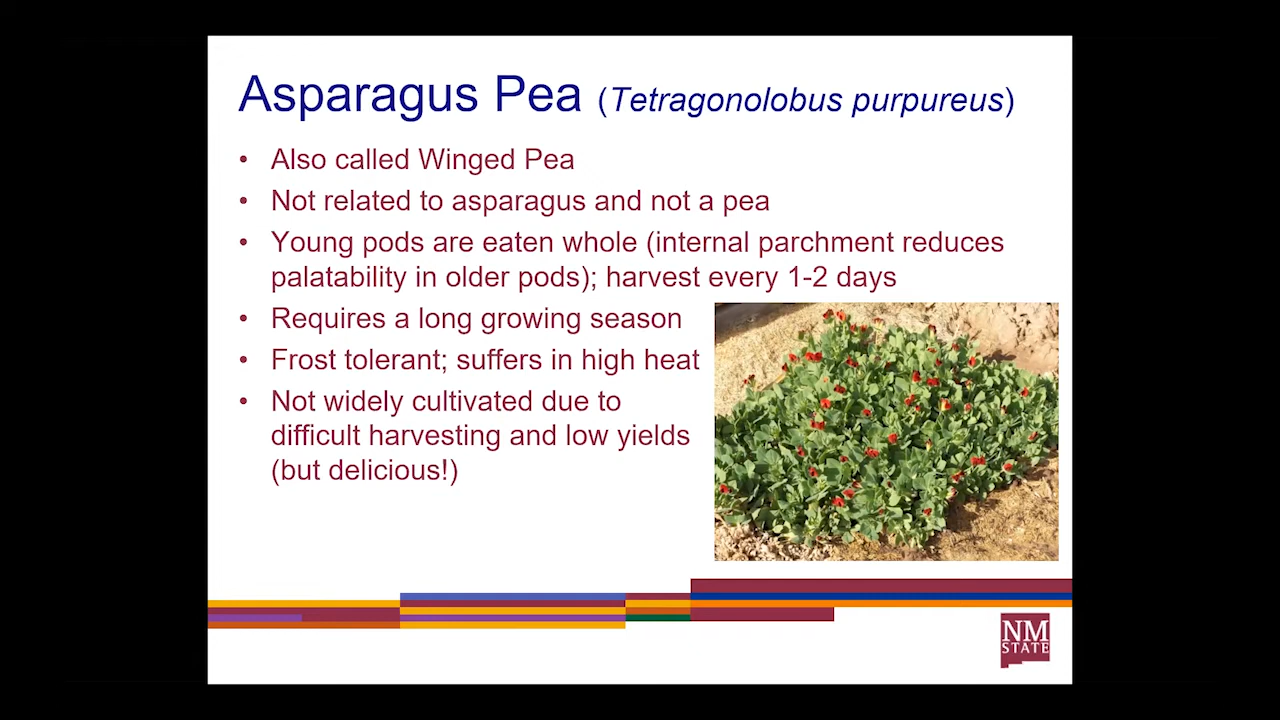 Asparagus Pea (Tetragonolobus purpureus)
• Also called Winged Pea
• Not related to asparagus and not a pea
• Young pods are eaten whole (internal parchment reduces
palatability in older pods); harvest every 1-2 days
• Requires a long growing season
• Frost tolerant; suffers in high heat
• Not widely cultivated due to
difficult harvesting and low yields
(but delicious!)
NM
STATE